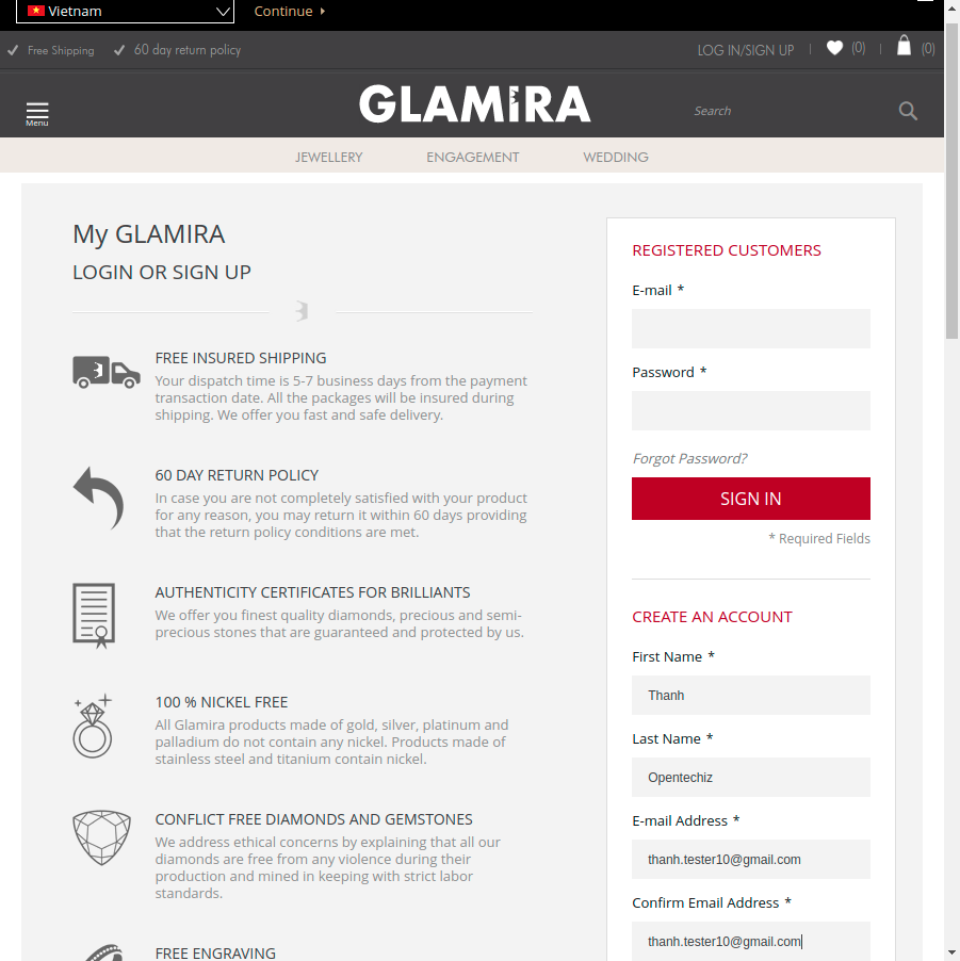 Vietnam
Continue
Free Shipping
60 day return policy
LOG IN/SIGN UP
(0)
(0)
Menu
GLAMIRA
Search
JEWELLERY
ENGAGEMENT
WEDDING
My GLAMIRA
LOGIN OR SIGN UP
FREE INSURED SHIPPING
Your dispatch time is 5-7 business days from the payment
transaction date. All the packages will be insured during
shipping. We offer you fast and safe delivery.
60 DAY RETURN POLICY
In case you are not completely satisfied with your product
for any reason, you may return it within 60 days providing
that the return policy conditions are met.
AUTHENTICITY CERTIFICATES FOR BRILLIANTS
We offer you finest quality diamonds, precious and semi-
precious stones that are guaranteed and protected by us.
100 % NICKEL FREE
All Glamira products made of gold, silver, platinum and
palladium do not contain any nickel. Products made of
stainless steel and titanium contain nickel.
CONFLICT FREE DIAMONDS AND GEMSTONES
We address ethical concerns by explaining that all our
diamonds are free from any violence during their
production and mined in keeping with strict labor
standards.
FREE ENGRAVING
REGISTERED CUSTOMERS
E-mail *
Password *
Forgot Password?
SIGN IN
* Required Fields
CREATE AN ACCOUNT
First Name *
Thanh
Last Name *
Opentechiz
E-mail Address *
thanh.tester10@gmail.com
Confirm Email Address *
thanh.tester10@gmail.com